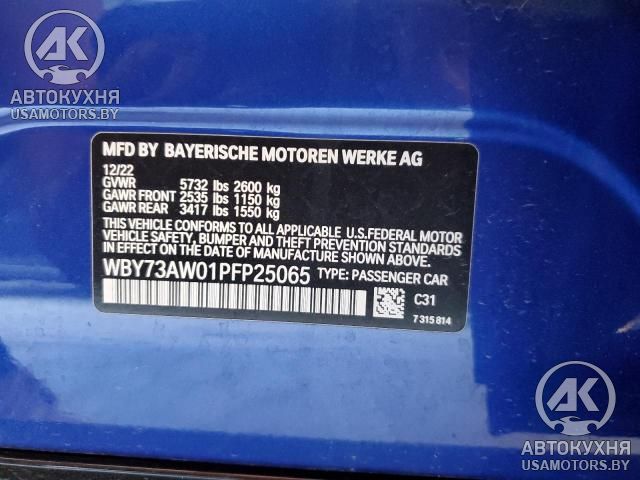 AK
АВТОКУХНЯ
USAMOTORS.BY
MFD BY BAYERISCHE MOTOREN WERKE AG
12/22
GVWR 5732 lbs 2600 kg
GAWR FRONT 2535 lbs 1150 kg
GAWR REAR 3417 lbs 1550 kg
THIS VEHICLE CONFORMS TO ALL APPLICABLE U.S.FEDERAL MOTOR
VEHICLE SAFETY, BUMPER AND THEFT PREVENTION STANDARDS
IN EFFECT ON THE DATE OF MANUFACTURE SHOWN ABOVE.
WBY73AW01PFP25065 TYPE: PASSENGER CAR
C31
7 315 814
AK
АВТОКУХНЯ
USAMOTORS.BY